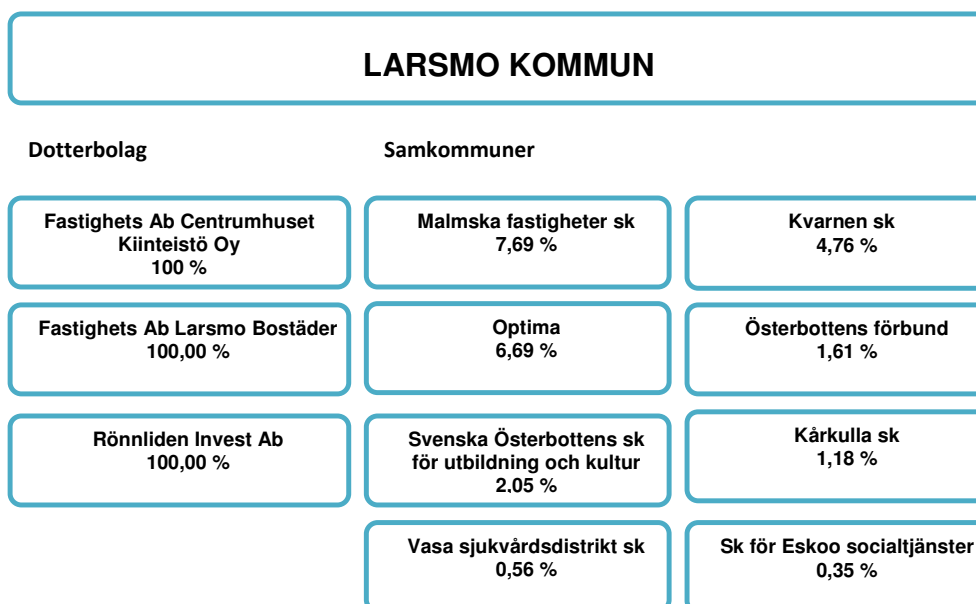 LARSMO KOMMUN
Dotterbolag
Samkommuner
Fastighets Ab Centrumhuset
Kiinteistö Oy
100 %
Malmska fastigheter sk
7,69 %
Kvarnen sk
4,76 %
Fastighets Ab Larsmo Bostäder
100,00 %
Optima
6,69 %
Österbottens förbund
1,61 %
Rönnliden Invest Ab
100,00 %
Svenska Österbottens sk
för utbildning och kultur
2,05 %
Kårkulla sk
1,18 %
Vasa sjukvårdsdistrikt sk
0,56 %
Sk för Eskoo socialtjänster
0,35 %